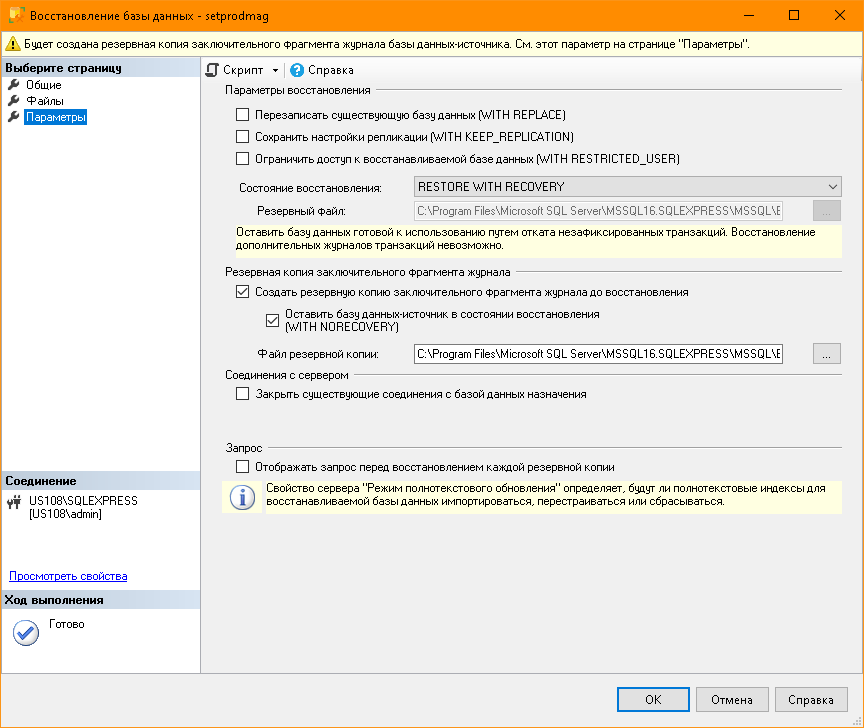 Восстановление базы данных - setprodmag
Будет создана резервная копия заключительного фрагмента журнала базы данных-источника. См. этот параметр на странице "Параметры".
Выберите страницу
Общие
Файлы
Параметры
Скрипт
Справка
Параметры восстановления
Перезаписать существующую базу данных (WITH REPLACE)
Сохранить настройки репликации (WITH KEEP_REPLICATION)
Ограничить доступ к восстанавливаемой базе данных (WITH RESTRICTED_USER)
Состояние восстановления:
RESTORE WITH RECOVERY
Резервный файл:
C:\Program Files\Microsoft SQL Server\MSSQL16.SQLEXPRESS\MSSQL\B
...
Оставить базу данных готовой к использованию путем отката незафиксированных транзакций. Восстановление
дополнительных журналов транзакций невозможно.
Резервная копия заключительного фрагмента журнала
Создать резервную копию заключительного фрагмента журнала до восстановления
Оставить базу данных-источник в состоянии восстановления
(WITH NORECOVERY)
Файл резервной копии:
C:\Program Files\Microsoft SQL Server\MSSQL16.SQLEXPRESS\MSSQL\B
...
Соединения с сервером
Закрыть существующие соединения с базой данных назначения
Запрос
Отображать запрос перед восстановлением каждой резервной копии
Свойство сервера "Режим полнотекстового обновления" определяет, будут ли полнотекстовые индексы для
восстанавливаемой базы данных импортироваться, перестраиваться или сбрасываться.
Соединение
US108\SQLEXPRESS
[US108\admin]
Просмотреть свойства
Ход выполнения
Готово
OK
Отмена
Справка